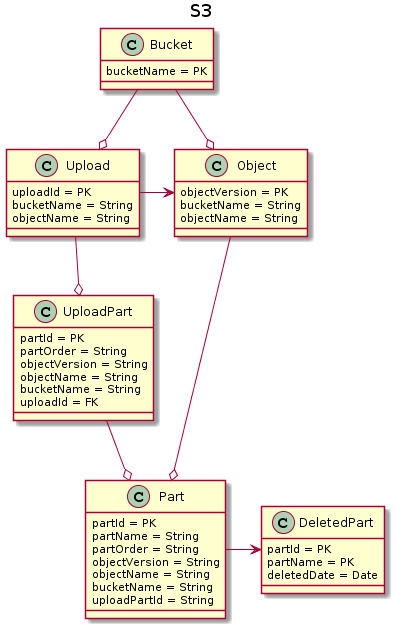 S3
C Bucket
bucketName = PK
C Upload
uploadId = PK
bucketName = String
objectName = String
C Object
objectVersion = PK
bucketName = String
objectName = String
C UploadPart
partId = PK
partOrder = String
objectVersion = String
objectName = String
bucketName = String
uploadId = FK
C Part
partId = PK
partName = String
partOrder = String
objectVersion = String
objectName = String
bucketName = String
uploadPartId = String
C DeletedPart
partId = PK
partName = PK
deletedDate = Date